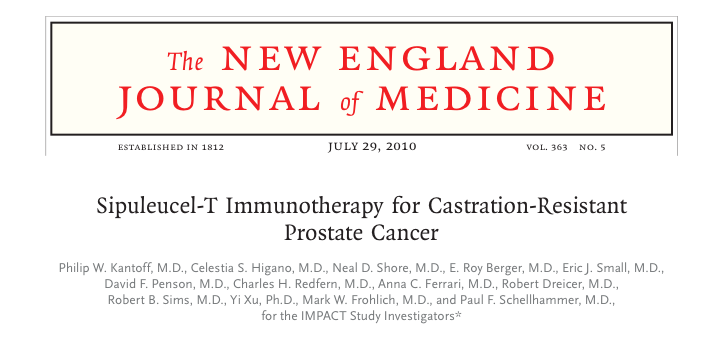 The NEW ENGLAND
JOURNAL of MEDICINE
ESTABLISHED IN 1812
JULY 29, 2010
VOL. 363 NO. 5
Sipuleucel-T Immunotherapy for Castration-Resistant
Prostate Cancer
Philip W. Kantoff, M.D., Celestia S. Higano, M.D., Neal D. Shore, M.D., E. Roy Berger, M.D., Eric J. Small, M.D.,
David F. Penson, M.D., Charles H. Redfern, M.D., Anna C. Ferrari, M.D., Robert Dreicer, M.D.,
Robert B. Sims, M.D., Yi Xu, Ph.D., Mark W. Frohlich, M.D., and Paul F. Schellhammer, M.D.,
for the IMPACT Study Investigators*